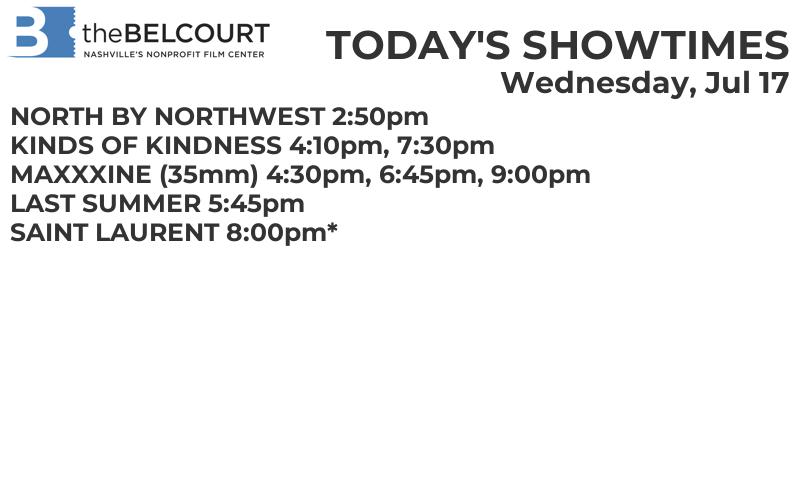 B theBELCOURT
NASHVILLE'S NONPROFIT FILM CENTER
TODAY'S SHOWTIMES
Wednesday, Jul 17
NORTH BY NORTHWEST 2:50pm
KINDS OF KINDNESS 4:10pm, 7:30pm
MAXXXINE (35mm) 4:30pm, 6:45pm, 9:00pm
LAST SUMMER 5:45pm
SAINT LAURENT 8:00pm*